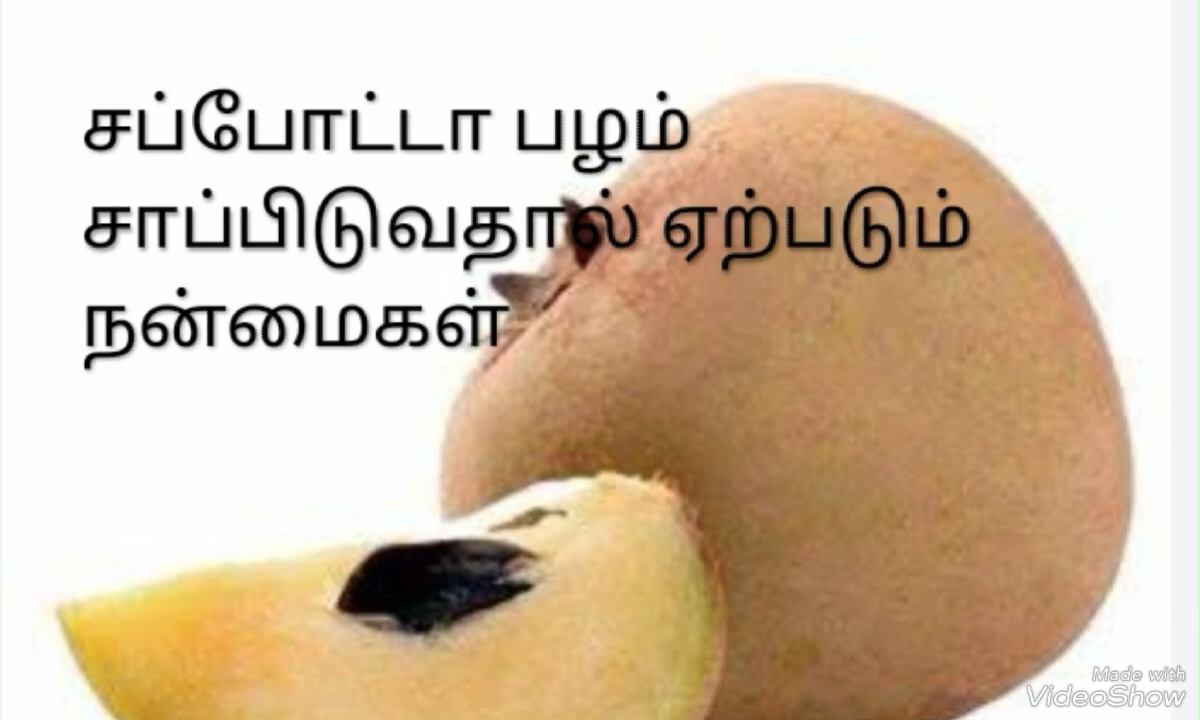 சப்போட்டா பழம்
சாப்பிடுவதால் ஏற்படும்
நன்மைகள்
Made with
VideoShow